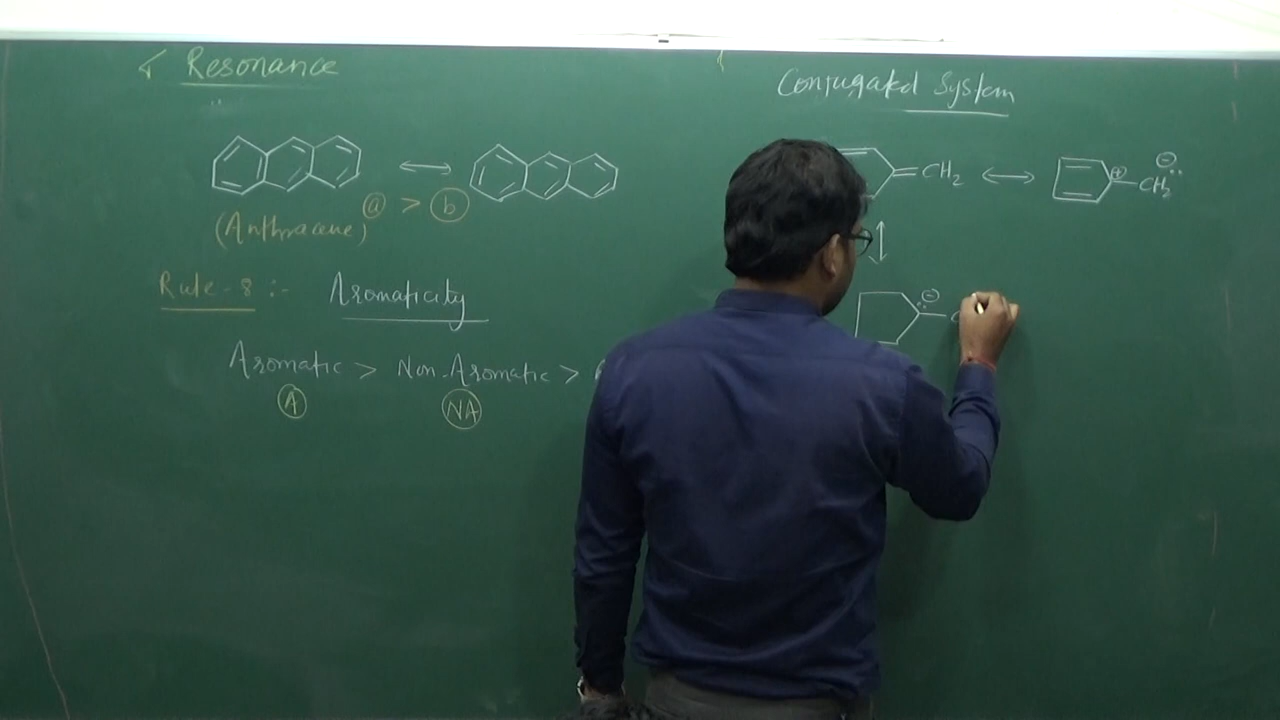 Resonance
(Anthracene)
a > b
Rule-8 :- Aromaticity
Aromatic > Non-Aromatic >
A NA
Conjugated System
=CH2 ↔ ⊕ CH2 ⊖
⊖